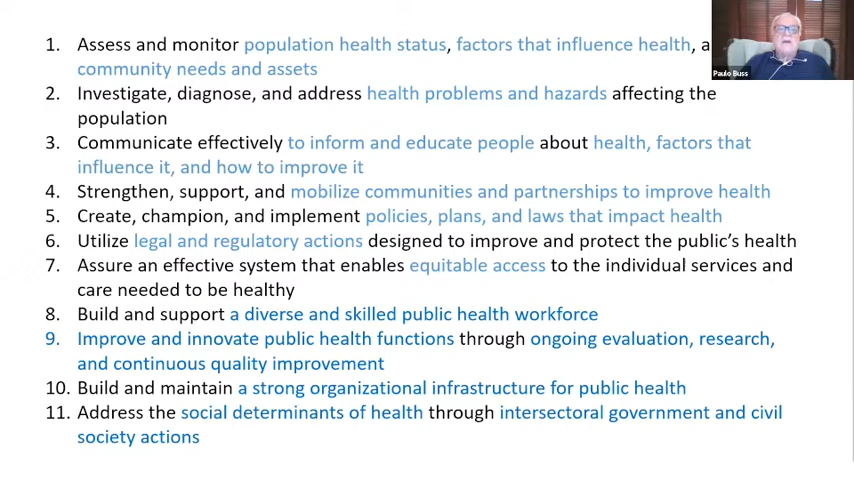 1. Assess and monitor population health status, factors that influence health, a
community needs and assets
2. Investigate, diagnose, and address health problems and hazards affecting the
population
3. Communicate effectively to inform and educate people about health, factors that
influence it, and how to improve it
4. Strengthen, support, and mobilize communities and partnerships to improve health
5. Create, champion, and implement policies, plans, and laws that impact health
6. Utilize legal and regulatory actions designed to improve and protect the public's health
7. Assure an effective system that enables equitable access to the individual services and
care needed to be healthy
8. Build and support a diverse and skilled public health workforce
9. Improve and innovate public health functions through ongoing evaluation, research,
and continuous quality improvement
10. Build and maintain a strong organizational infrastructure for public health
11. Address the social determinants of health through intersectoral government and civil
society actions
Paulo Buss